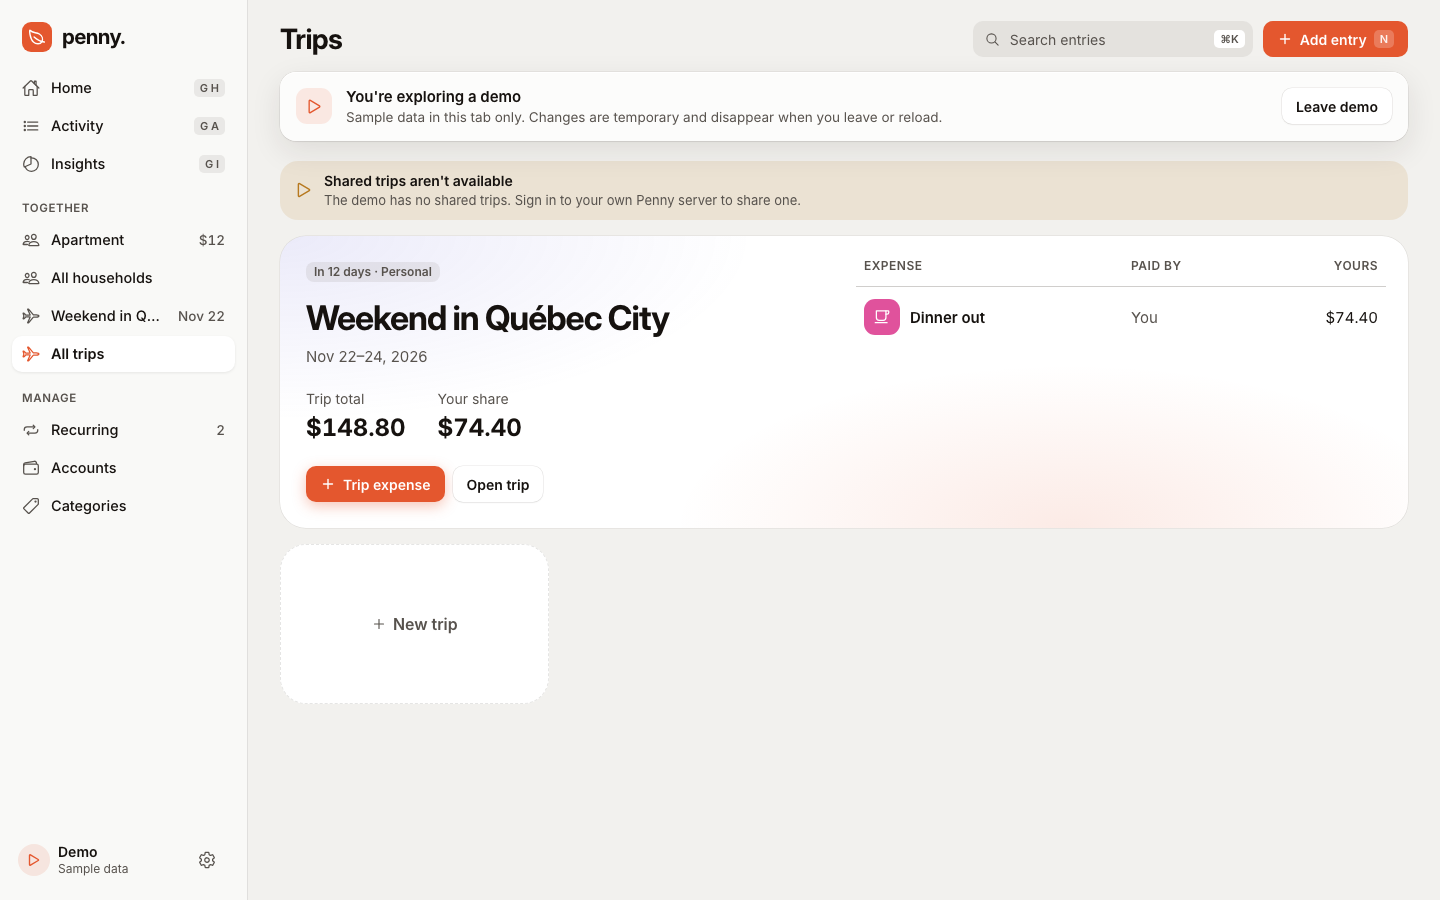 penny.
Home G H
Activity G A
Insights G I
TOGETHER
Apartment $12
All households
Weekend in Q... Nov 22
All trips
MANAGE
Recurring 2
Accounts
Categories
Demo
Sample data
Trips
Search entries ⌘K
+ Add entry N
You're exploring a demo
Sample data in this tab only. Changes are temporary and disappear when you leave or reload.
Leave demo
Shared trips aren't available
The demo has no shared trips. Sign in to your own Penny server to share one.
In 12 days · Personal
Weekend in Québec City
Nov 22–24, 2026
Trip total Your share
$148.80 $74.40
+ Trip expense Open trip
EXPENSE PAID BY YOURS
Dinner out You $74.40
+ New trip